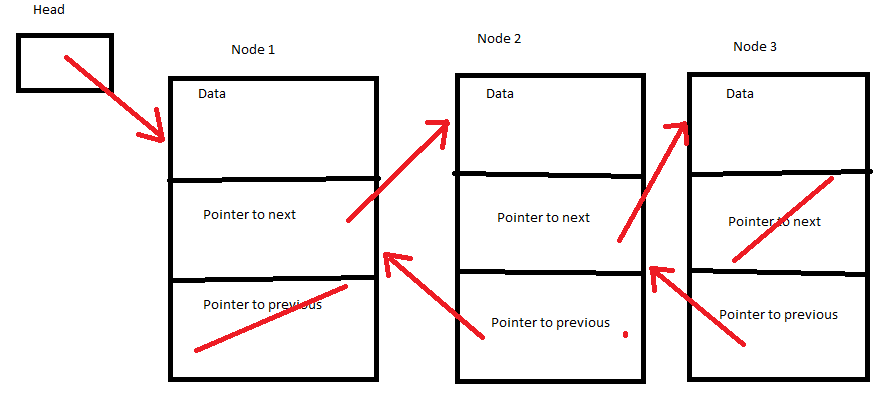 Head
Node 1
Node 2
Node 3
Data
Data
Data
Pointer to next
Pointer to next
Pointer to next
Pointer to previous
Pointer to previous
Pointer to previous